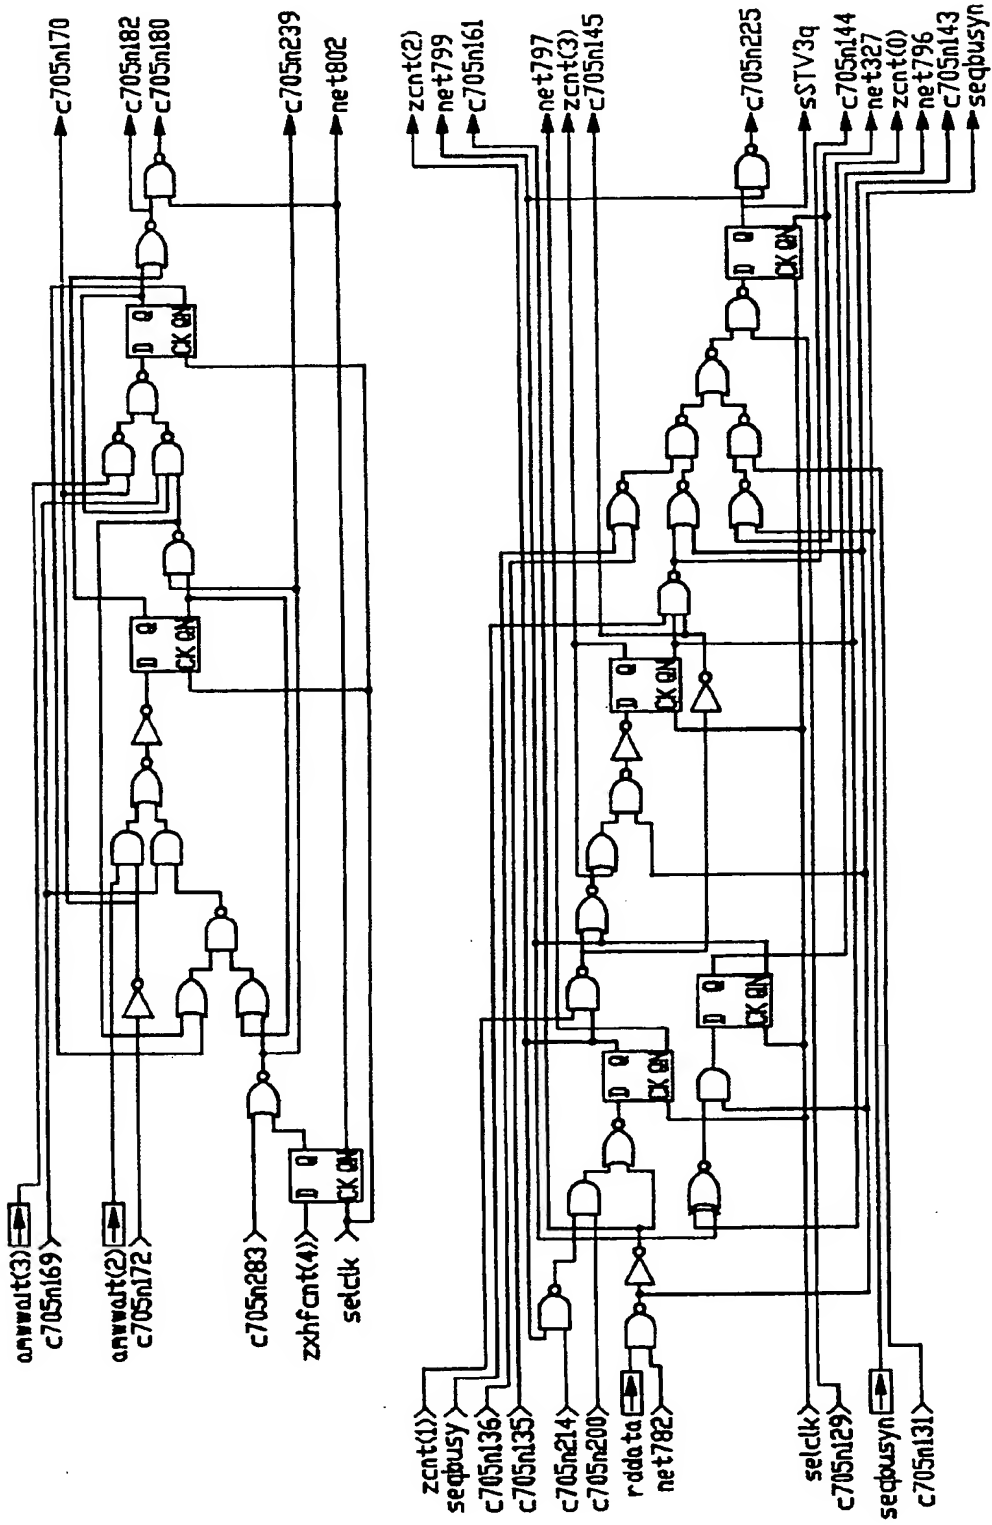 c705n170
c705n182
c705n180
c705n239
net802
D Q
CK QN
D Q
CK QN
D Q
CK QN
amwwait(3)
c705n169
amwwait(2)
c705n172
c705n283
zxhfcnt(4)
selclk
zcnt(2)
net799
c705n161
net797
zcnt(3)
c705n145
c705n225
sSTV3q
c705n144
net327
zcnt(0)
net796
c705n143
seqbusyn
D Q
CK QN
D Q
CK QN
D Q
CK QN
D Q
CK QN
zcnt(1)
seqbusy
c705n136
c705n135
c705n214
c705n200
rddata
net782
selclk
c705n129
seqbusyn
c705n131